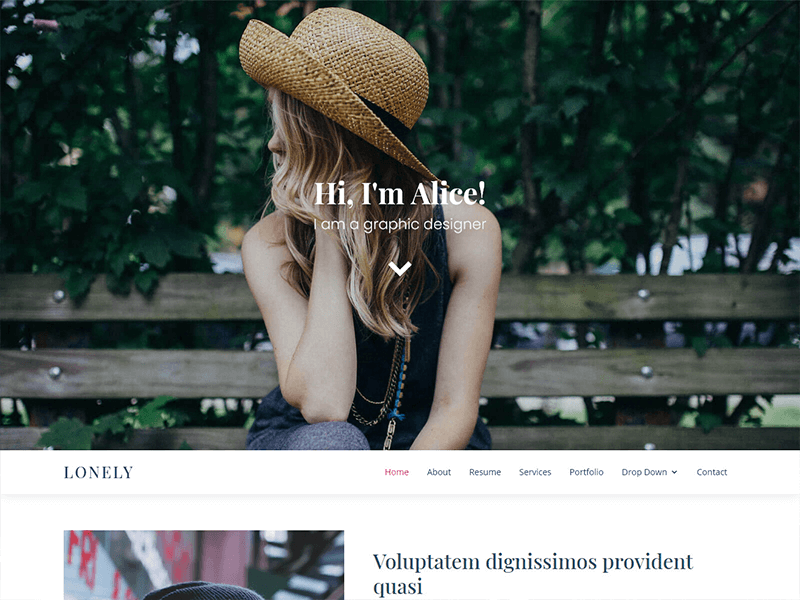 Hi, I'm Alice!
I am a graphic designer
LONELY
Home About Resume Services Portfolio Drop Down Contact
Voluptatem dignissimos provident
quasi